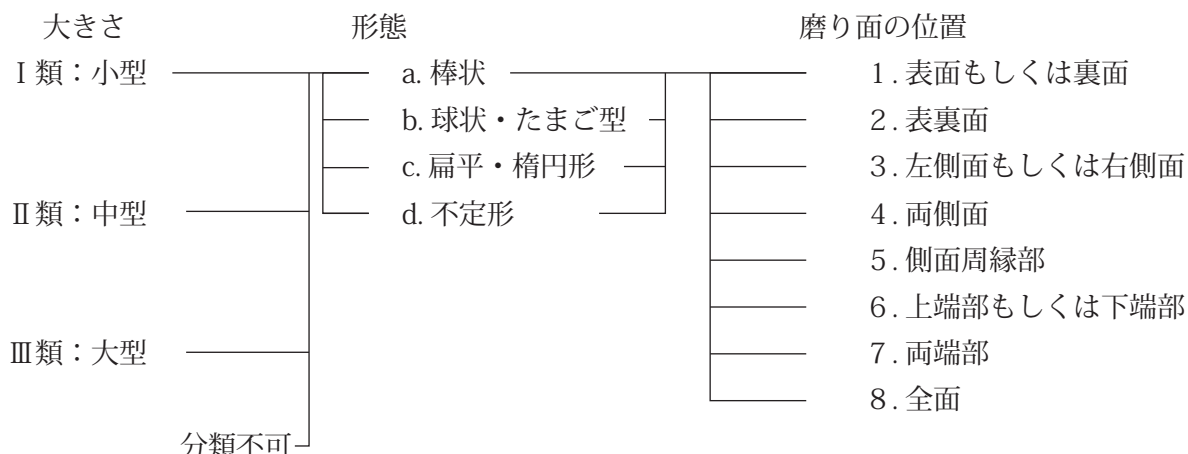 大きさ 形態 磨り面の位置
Ⅰ類：小型 a. 棒状 1 . 表面もしくは裏面
b. 球状・たまご型 2 . 表裏面
c. 扁平・楕円形 3 . 左側面もしくは右側面
Ⅱ類：中型 d. 不定形 4 . 両側面
5 . 側面周縁部
6 . 上端部もしくは下端部
Ⅲ類：大型 7 . 両端部
8 . 全面
分類不可